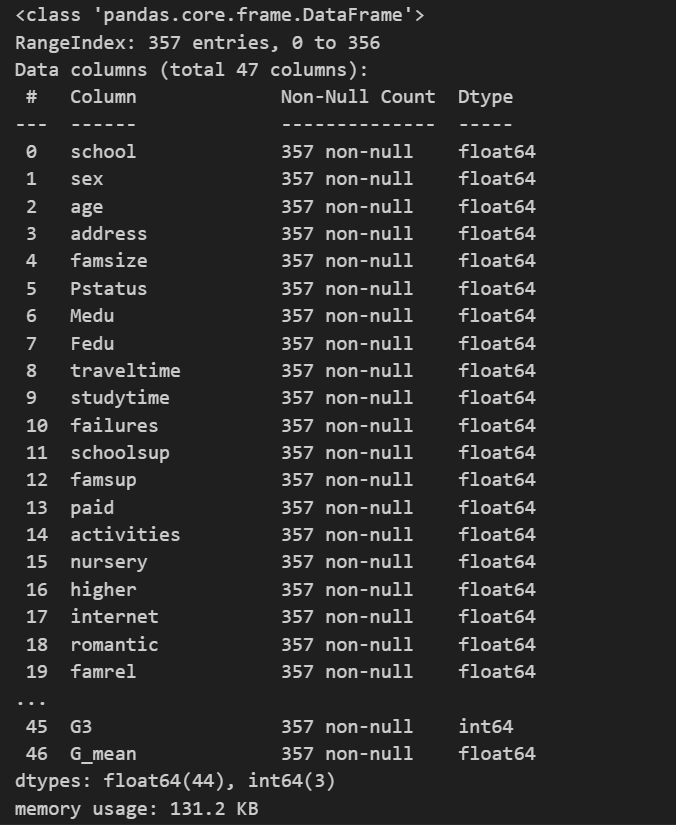 <class 'pandas.core.frame.DataFrame'>
RangeIndex: 357 entries, 0 to 356
Data columns (total 47 columns):
 #   Column             Non-Null Count  Dtype
---  ------             --------------  -----
 0   school             357 non-null    float64
 1   sex                357 non-null    float64
 2   age                357 non-null    float64
 3   address            357 non-null    float64
 4   famsize            357 non-null    float64
 5   Pstatus            357 non-null    float64
 6   Medu               357 non-null    float64
 7   Fedu               357 non-null    float64
 8   traveltime         357 non-null    float64
 9   studytime          357 non-null    float64
 10  failures           357 non-null    float64
 11  schoolsup          357 non-null    float64
 12  famsup             357 non-null    float64
 13  paid               357 non-null    float64
 14  activities         357 non-null    float64
 15  nursery            357 non-null    float64
 16  higher             357 non-null    float64
 17  internet           357 non-null    float64
 18  romantic           357 non-null    float64
 19  famrel             357 non-null    float64
...
 45  G3                 357 non-null    int64
 46  G_mean             357 non-null    float64
dtypes: float64(44), int64(3)
memory usage: 131.2 KB